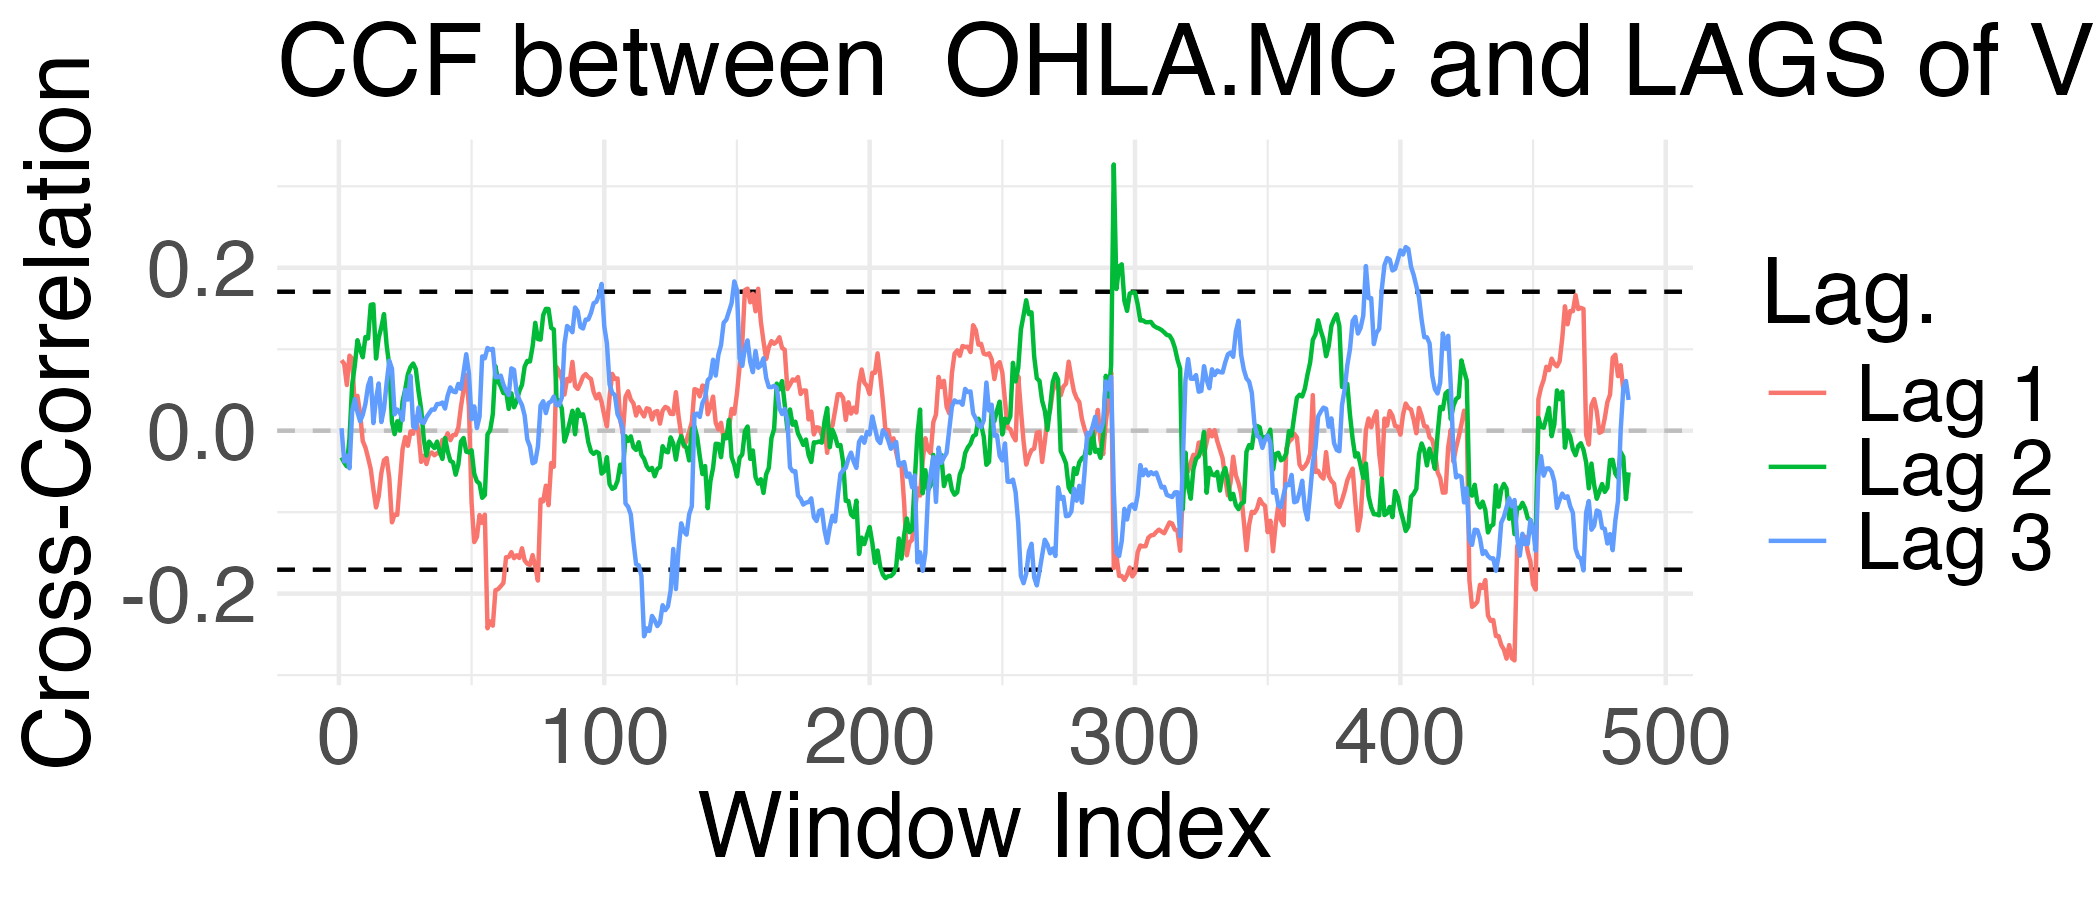 CCF between OHLA.MC and LAGS of V
Cross-Correlation
0.2
0.0
-0.2
0 100 200 300 400 500
Window Index
Lag.
Lag 1
Lag 2
Lag 3